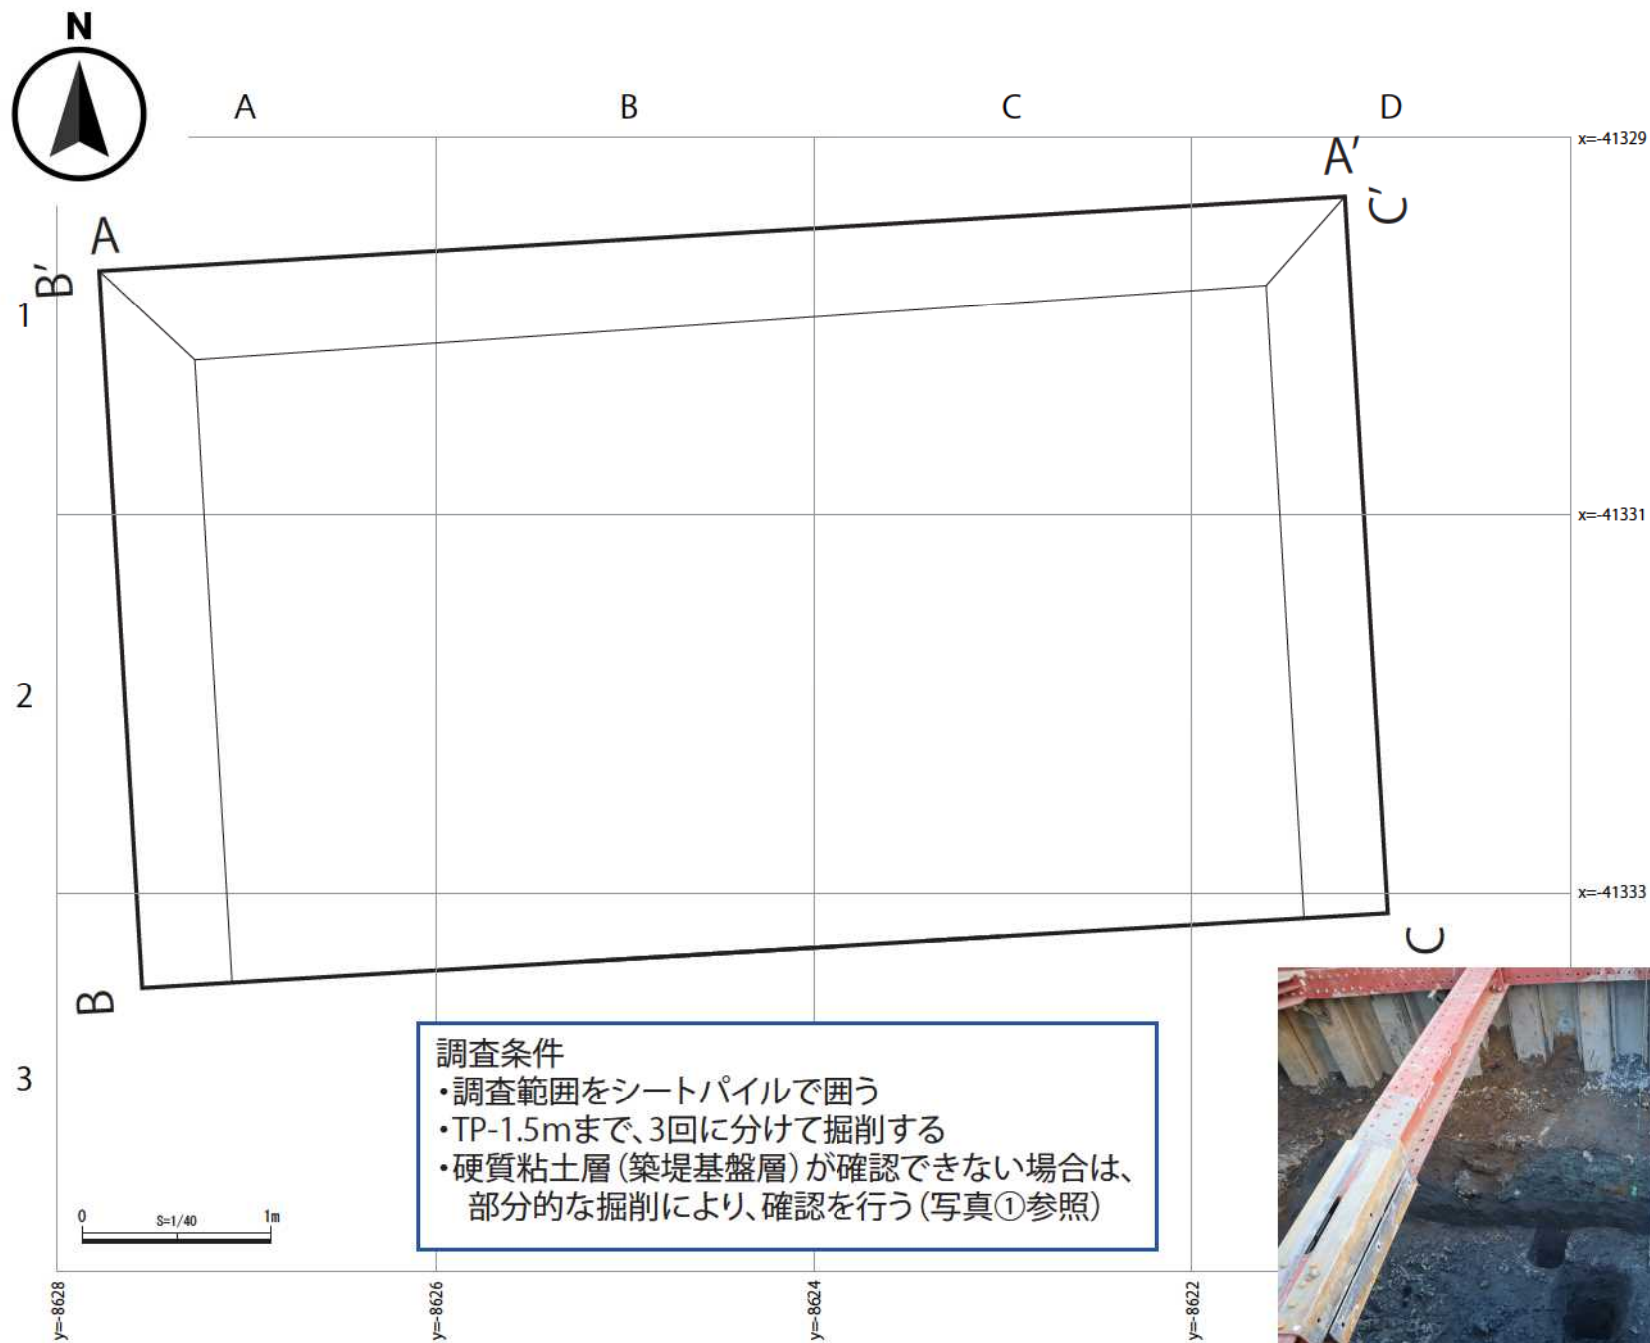 N
A B C D
x=-41329
A A′
B′ C′
1
x=-41331
2
x=-41333
B C
調査条件
・調査範囲をシートパイルで囲う
・TP-1.5mまで、3回に分けて掘削する
・硬質粘土層（築堤基盤層）が確認できない場合は、
部分的な掘削により、確認を行う（写真①参照）
3
0 S=1/40 1m
y=-8628 y=-8626 y=-8624 y=-8622